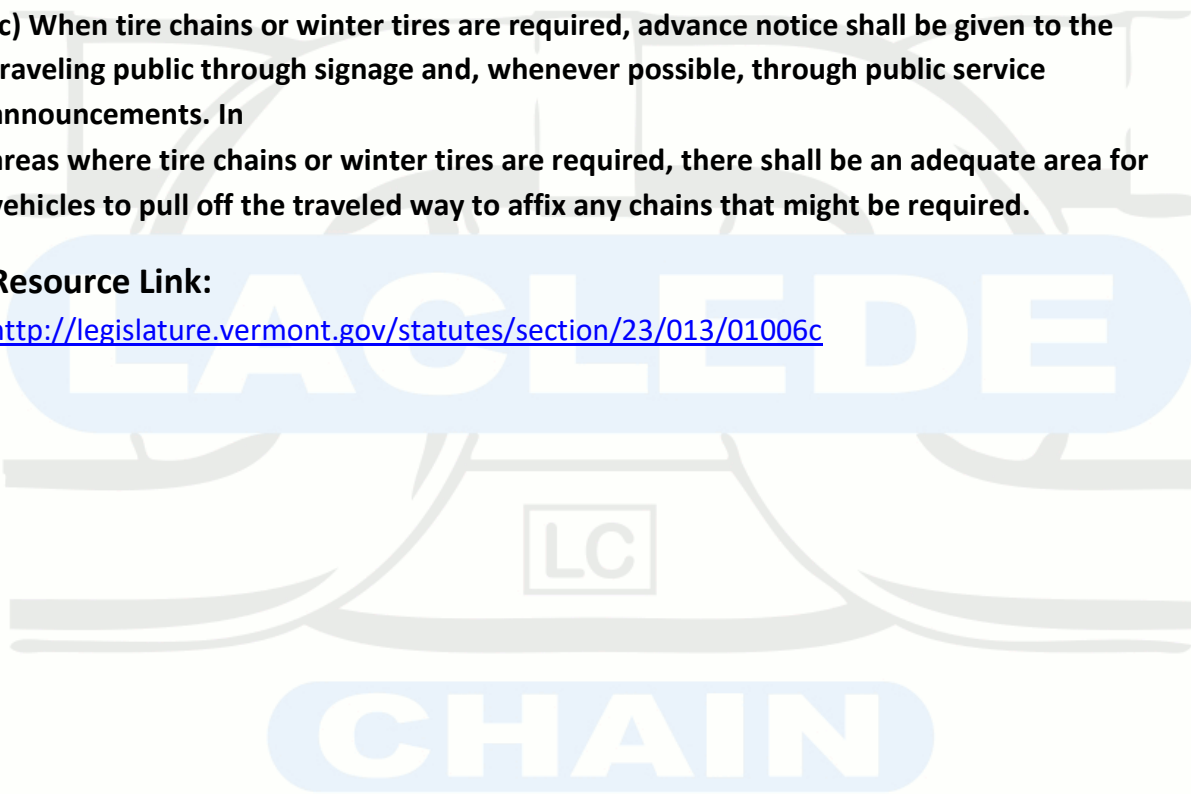 c) When tire chains or winter tires are required, advance notice shall be given to the
traveling public through signage and, whenever possible, through public service
announcements. In
areas where tire chains or winter tires are required, there shall be an adequate area for
vehicles to pull off the traveled way to affix any chains that might be required.
Resource Link:
http://legislature.vermont.gov/statutes/section/23/013/01006c
LACLEDE
LC
CHAIN